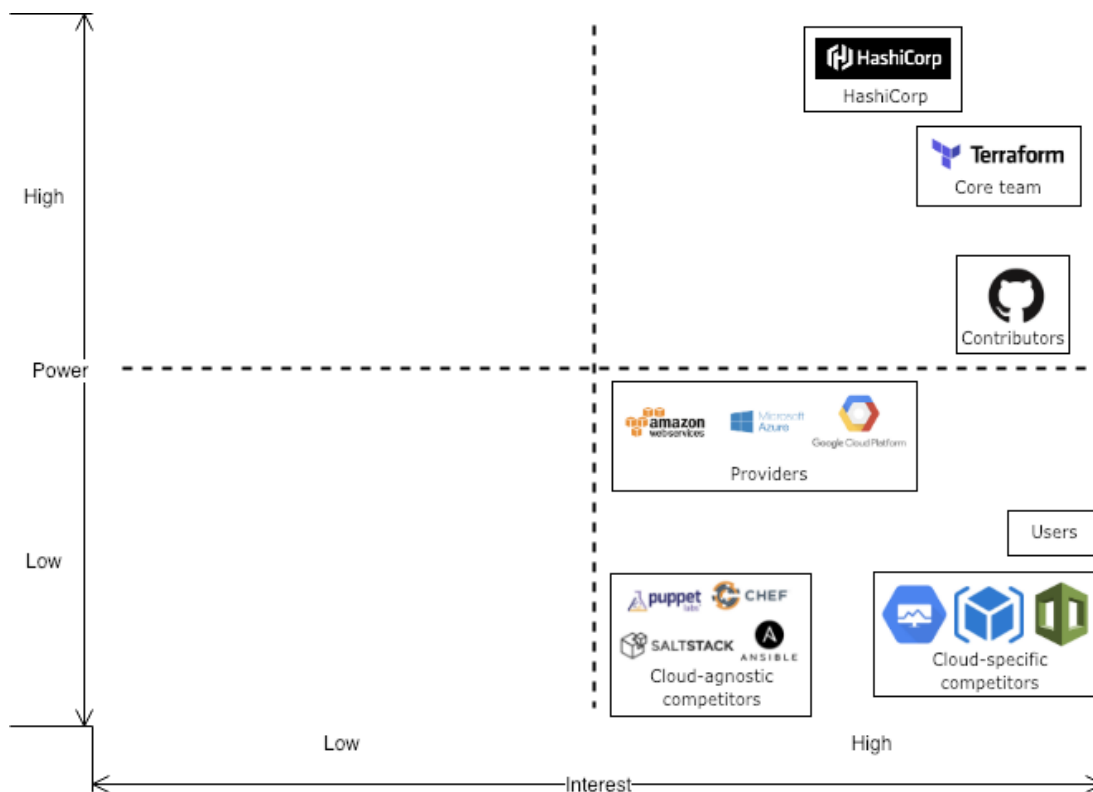 HashiCorp
HashiCorp
Terraform
Core team
High
Contributors
Power
amazon
webservices
Microsoft
Azure
Google Cloud Platform
Providers
Users
Low
puppet
labs
CHEF
SALTSTACK
ANSIBLE
Cloud-agnostic
competitors
Cloud-specific
competitors
Low
High
Interest